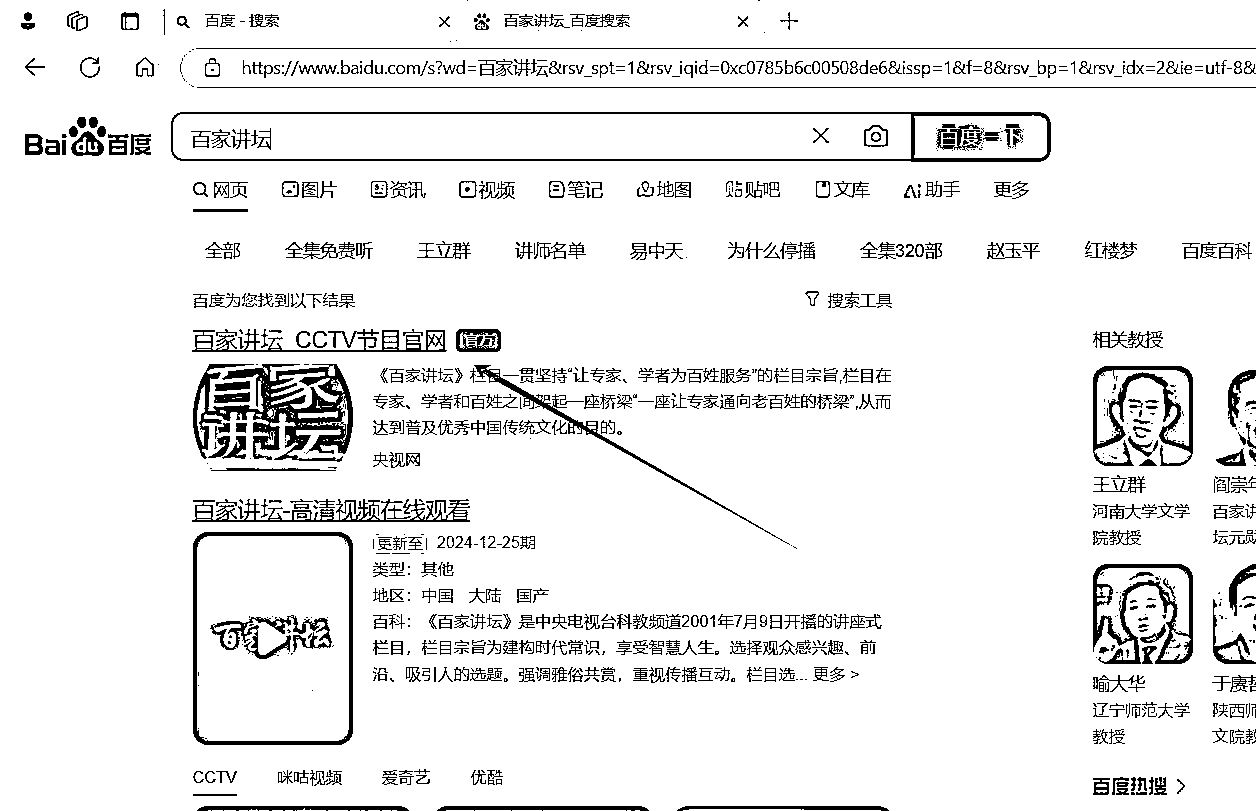 百度 - 搜索
百家讲坛_百度搜索
https://www.baidu.com/s?wd=百家讲坛&rsv_spt=1&rsv_iqid=0xc0785b6c00508de6&issp=1&f=8&rsv_bp=1&rsv_idx=2&ie=utf-8&
Bai du 百度
百家讲坛
百度一下
网页 图片 资讯 视频 笔记 地图 贴吧 文库 助手 更多
全部 全集免费听 王立群 讲师名单 易中天 为什么停播 全集320部 赵玉平 红楼梦 百度百科
百度为您找到以下结果
搜索工具
百家讲坛_CCTV节目官网 官方
百家讲坛
《百家讲坛》栏目一贯坚持“让专家、学者为百姓服务”的栏目宗旨,栏目在
专家、学者和百姓之间架起一座桥梁“一座让专家通向老百姓的桥梁”,从而
达到普及优秀中国传统文化的目的。
央视网
百家讲坛-高清视频在线观看
百家讲坛
更新至 2024-12-25期
类型：其他
地区：中国 大陆 国产
百科：《百家讲坛》是中央电视台科教频道2001年7月9日开播的讲座式
栏目，栏目宗旨为建构时代常识，享受智慧人生。选择观众感兴趣、前
沿、吸引人的选题。强调雅俗共赏，重视传播互动。栏目选... 更多 >
CCTV 咪咕视频 爱奇艺 优酷
相关教授
王立群
河南大学文学
院教授
阎崇年
百家讲
坛元勋
喻大华
辽宁师范大学
教授
于赓哲
陕西师
文院教
百度热搜 >